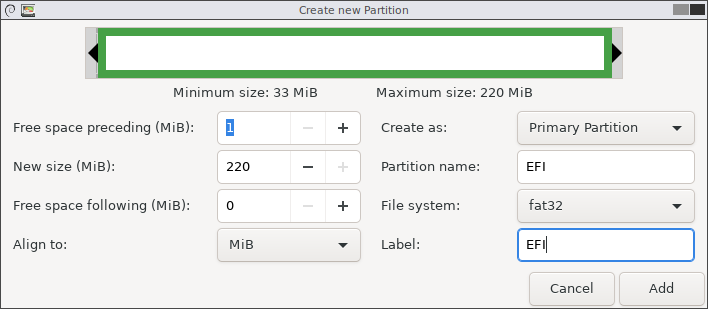 Create new Partition
Minimum size: 33 MiB Maximum size: 220 MiB
Free space preceding (MiB): 1 Create as: Primary Partition
New size (MiB): 220 Partition name: EFI
Free space following (MiB): 0 File system: fat32
Align to: MiB Label: EFI
Cancel Add